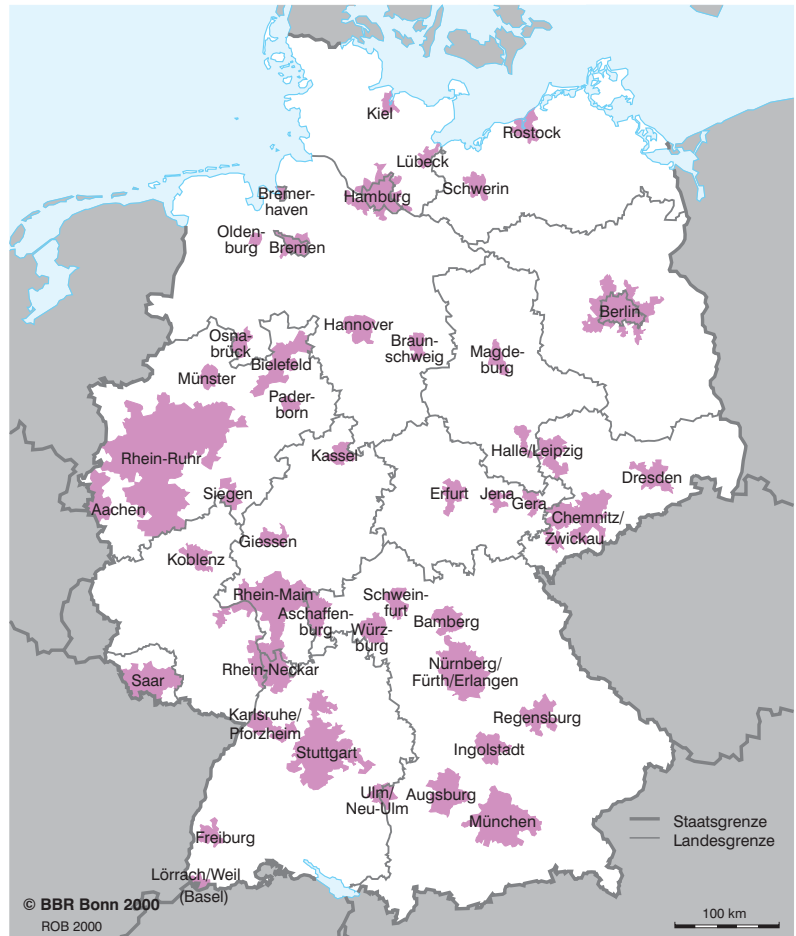 Kiel
Rostock
Lübeck
Schwerin
Hamburg
Bremer-
haven
Olden-
burg
Bremen
Berlin
Hannover
Osna-
brück
Braun-
schweig
Magde-
burg
Bielefeld
Münster
Pader-
born
Rhein-Ruhr
Kassel
Halle/Leipzig
Dresden
Aachen
Siegen
Erfurt
Jena
Gera
Chemnitz/
Zwickau
Giessen
Koblenz
Rhein-Main
Schwein-
furt
Aschaffen-
burg
Würz-
burg
Bamberg
Rhein-Neckar
Nürnberg/
Fürth/Erlangen
Saar
Karlsruhe/
Pforzheim
Regensburg
Stuttgart
Ingolstadt
Ulm/
Neu-Ulm
Augsburg
München
Staatsgrenze
Landesgrenze
Freiburg
Lörrach/Weil
(Basel)
© BBR Bonn 2000
ROB 2000
100 km